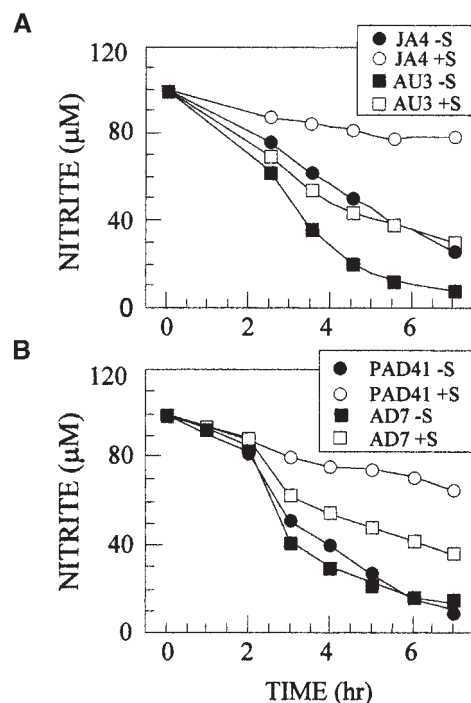 A
120
80
40
0
NITRITE (μM)
JA4 -S
JA4 +S
AU3 -S
AU3 +S
0 2 4 6
B
120
80
40
0
NITRITE (μM)
PAD41 -S
PAD41 +S
AD7 -S
AD7 +S
0 2 4 6
TIME (hr)